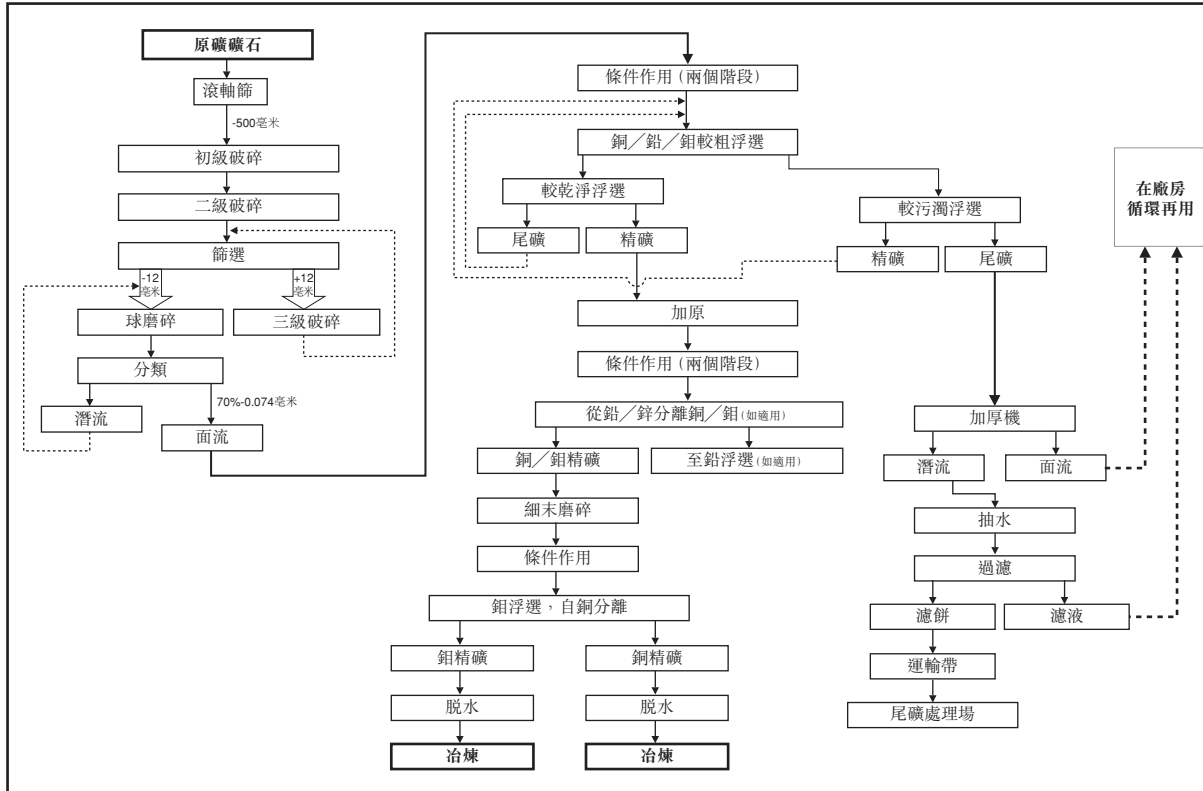 原礦礦石
滾軸篩
-500毫米
初級破碎
二級破碎
篩選
-12
毫米
+12
毫米
球磨碎
三級破碎
分類
70%-0.074毫米
潛流
面流
條件作用(兩個階段)
銅／鉛／鉬較粗浮選
較乾淨浮選
較污濁浮選
尾礦
精礦
精礦
尾礦
加原
條件作用(兩個階段)
從鉛／鋅分離銅／鉬(如適用)
銅／鉬精礦
至鉛浮選(如適用)
細末磨碎
條件作用
鉬浮選，自銅分離
鉬精礦
銅精礦
脫水
脫水
冶煉
冶煉
加厚機
潛流
面流
抽水
過濾
濾餅
濾液
運輸帶
尾礦處理場
在廠房
循環再用